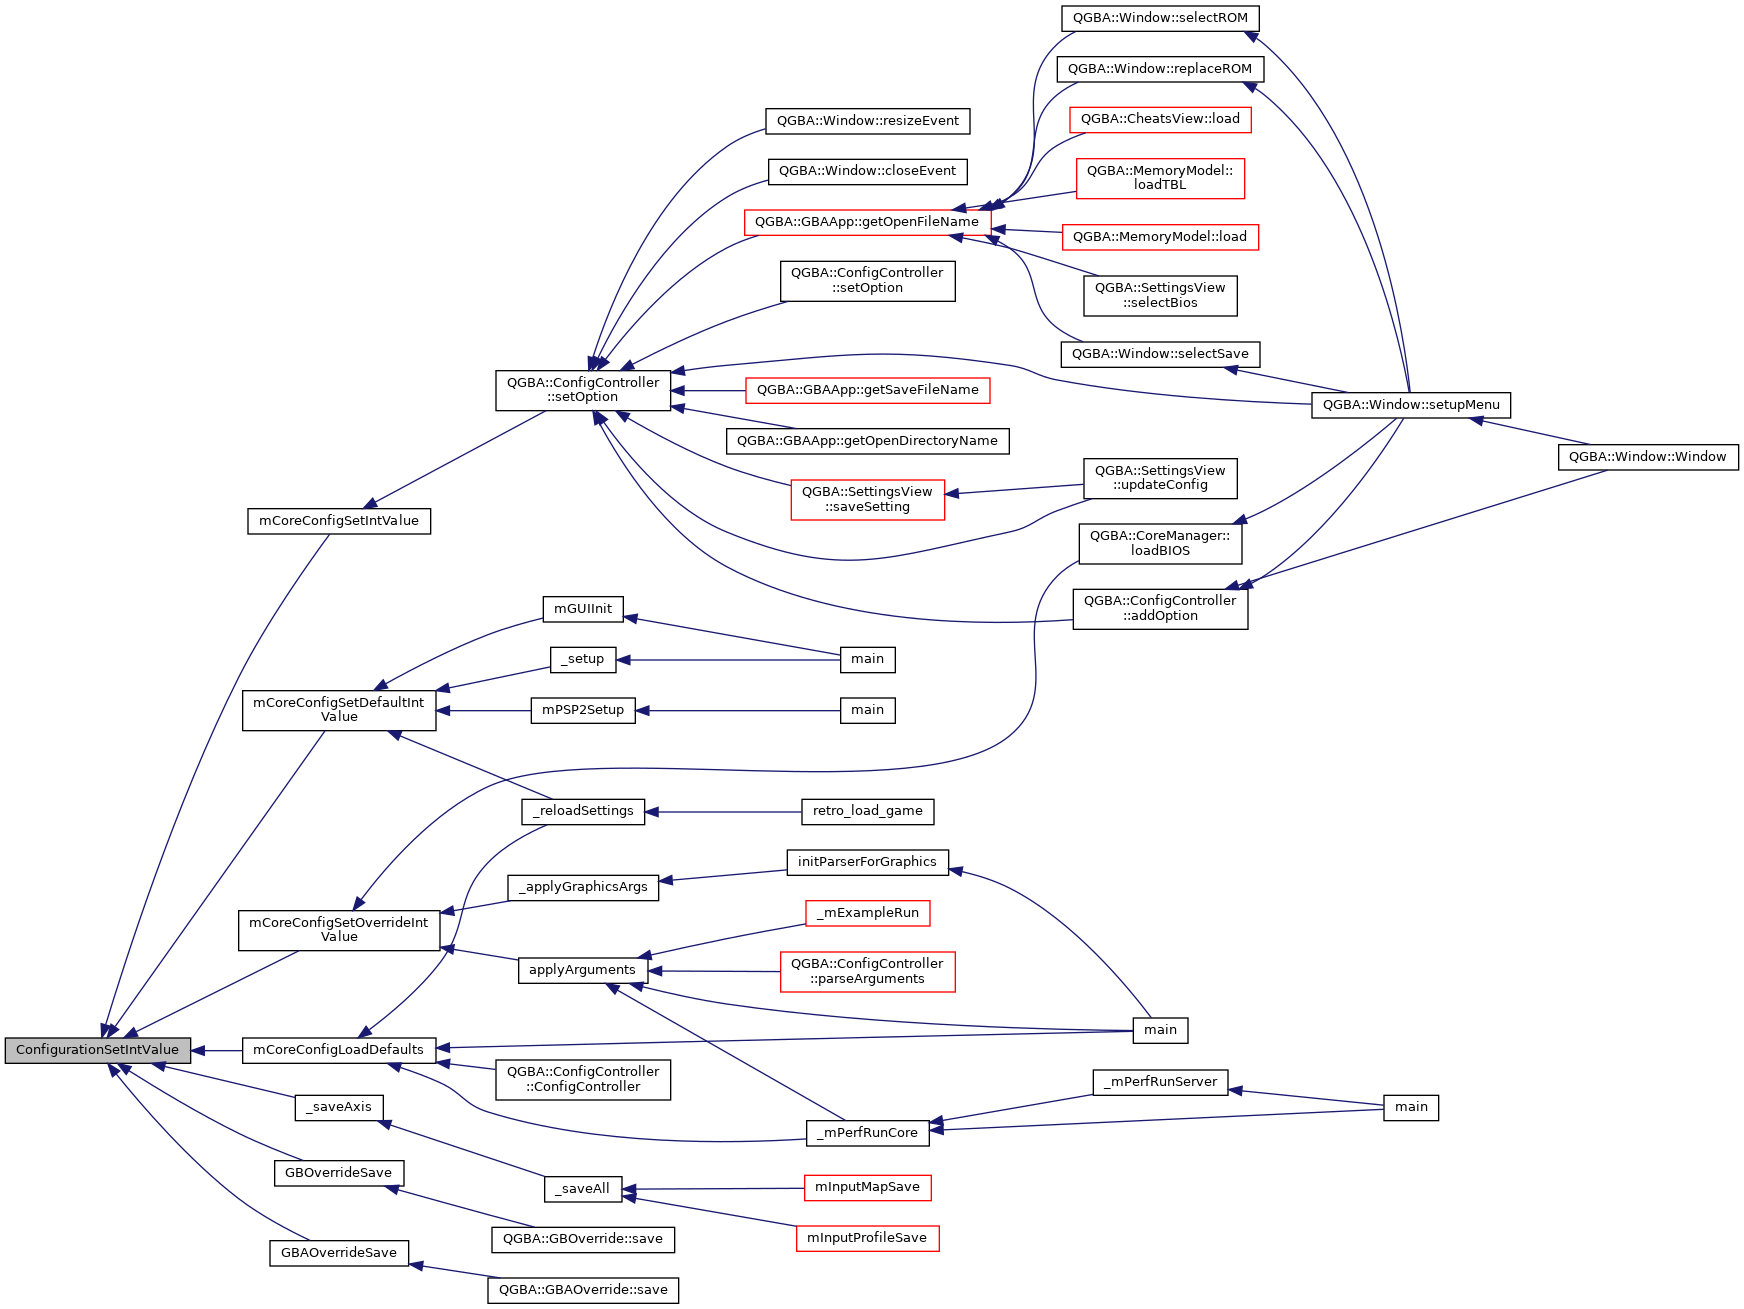 QGBA::Window::selectROM
QGBA::Window::replaceROM
QGBA::Window::resizeEvent
QGBA::CheatsView::load
QGBA::Window::closeEvent
QGBA::MemoryModel::
loadTBL
QGBA::GBAApp::getOpenFileName
QGBA::MemoryModel::load
QGBA::ConfigController
::setOption
QGBA::SettingsView
::selectBios
QGBA::Window::selectSave
QGBA::ConfigController
::setOption
QGBA::GBAApp::getSaveFileName
QGBA::Window::setupMenu
QGBA::GBAApp::getOpenDirectoryName
QGBA::Window::Window
QGBA::SettingsView
::updateConfig
QGBA::SettingsView
::saveSetting
mCoreConfigSetIntValue
QGBA::CoreManager::
loadBIOS
QGBA::ConfigController
::addOption
mGUIInit
_setup
main
mCoreConfigSetDefaultInt
Value
mPSP2Setup
main
_reloadSettings
retro_load_game
initParserForGraphics
_applyGraphicsArgs
_mExampleRun
mCoreConfigSetOverrideInt
Value
applyArguments
QGBA::ConfigController
::parseArguments
main
ConfigurationSetIntValue
mCoreConfigLoadDefaults
QGBA::ConfigController
::ConfigController
_mPerfRunServer
_saveAxis
main
_mPerfRunCore
GBOverrideSave
_saveAll
mInputMapSave
QGBA::GBOverride::save
mInputProfileSave
GBAOverrideSave
QGBA::GBAOverride::save